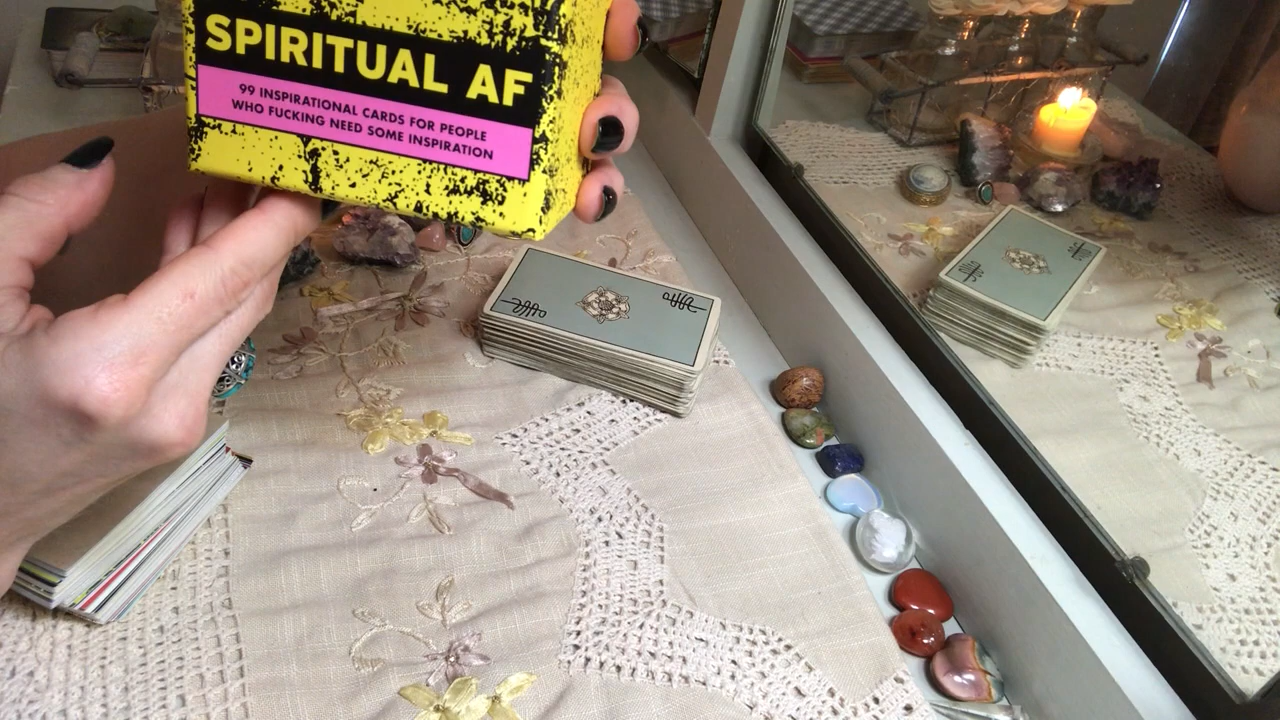 SPIRITUAL AF
99 INSPIRATIONAL CARDS FOR PEOPLE
WHO FUCKING NEED SOME INSPIRATION